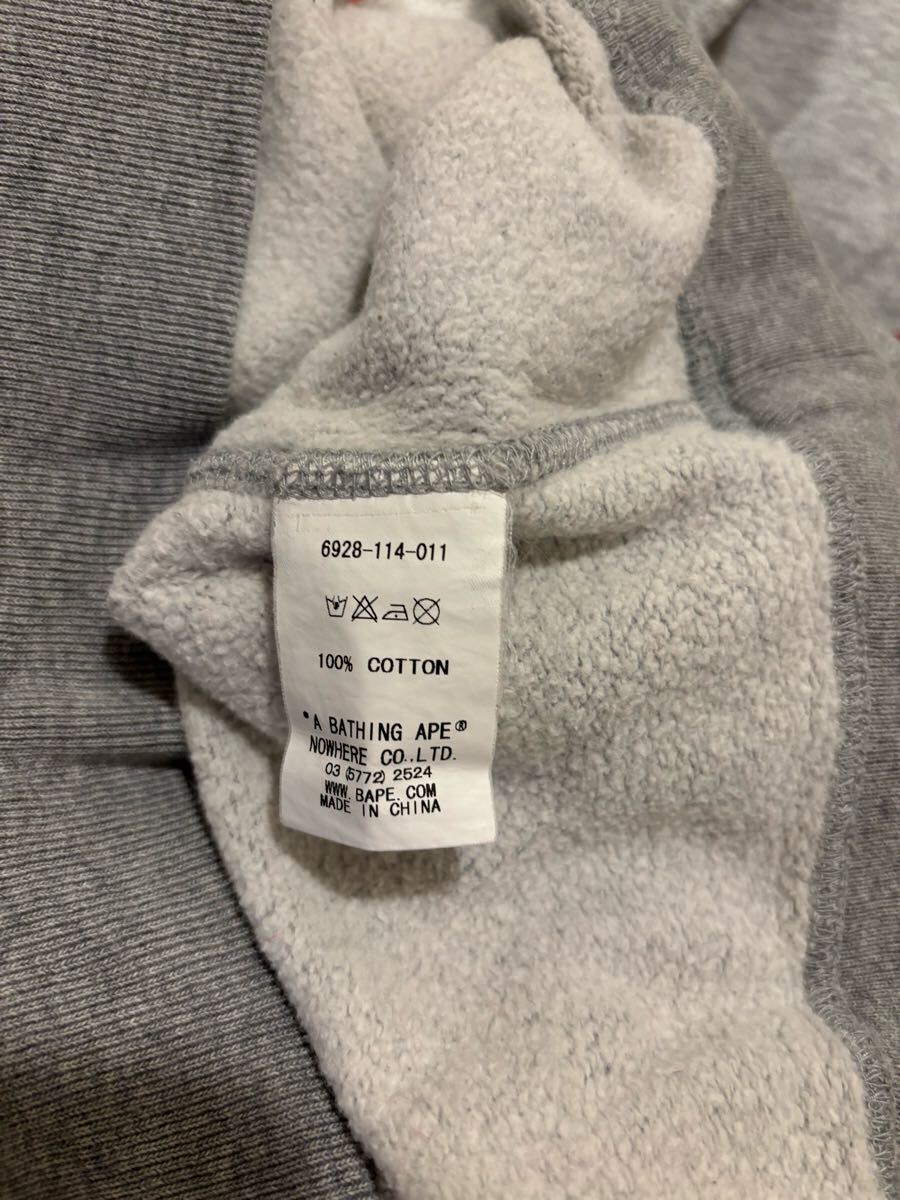 6928-114-011
100% COTTON
*A BATHING APE®
NOWHERE CO.,LTD.
03 (5772) 2524
WWW.BAPE.COM
MADE IN CHINA